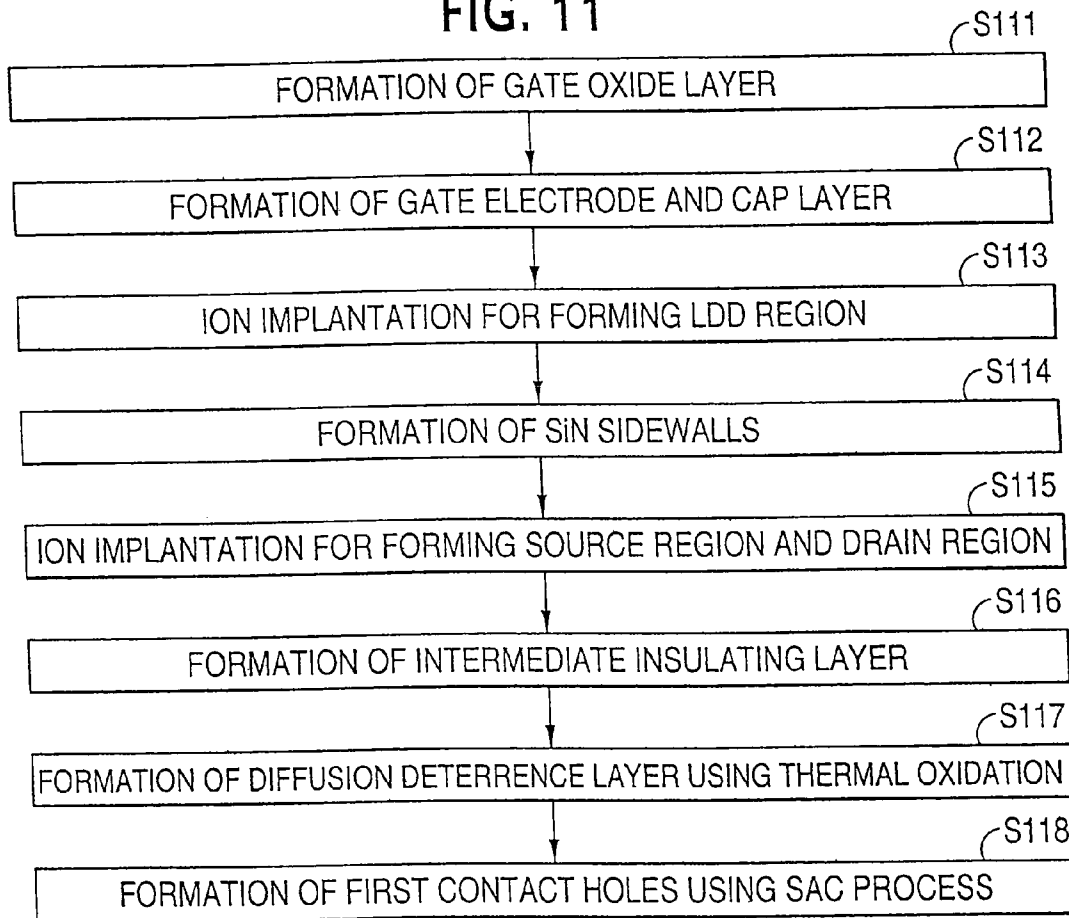 FIG. 11
S111
FORMATION OF GATE OXIDE LAYER
S112
FORMATION OF GATE ELECTRODE AND CAP LAYER
S113
ION IMPLANTATION FOR FORMING LDD REGION
S114
FORMATION OF SiN SIDEWALLS
S115
ION IMPLANTATION FOR FORMING SOURCE REGION AND DRAIN REGION
S116
FORMATION OF INTERMEDIATE INSULATING LAYER
S117
FORMATION OF DIFFUSION DETERRENCE LAYER USING THERMAL OXIDATION
S118
FORMATION OF FIRST CONTACT HOLES USING SAC PROCESS